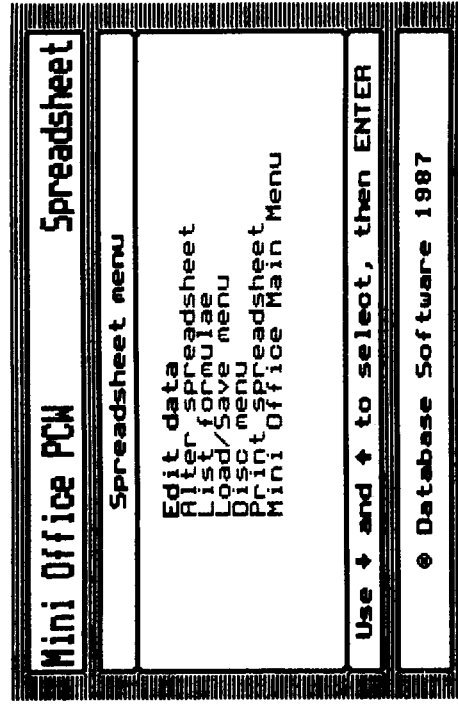 Mini Office PCW Spreadsheet
Spreadsheet menu
Edit data
Alter spreadsheet
List formulae
Load/Save menu
Disc menu
Print spreadsheet
Mini Office Main Menu
Use ↓ and ↑ to select, then ENTER
® Database Software 1987